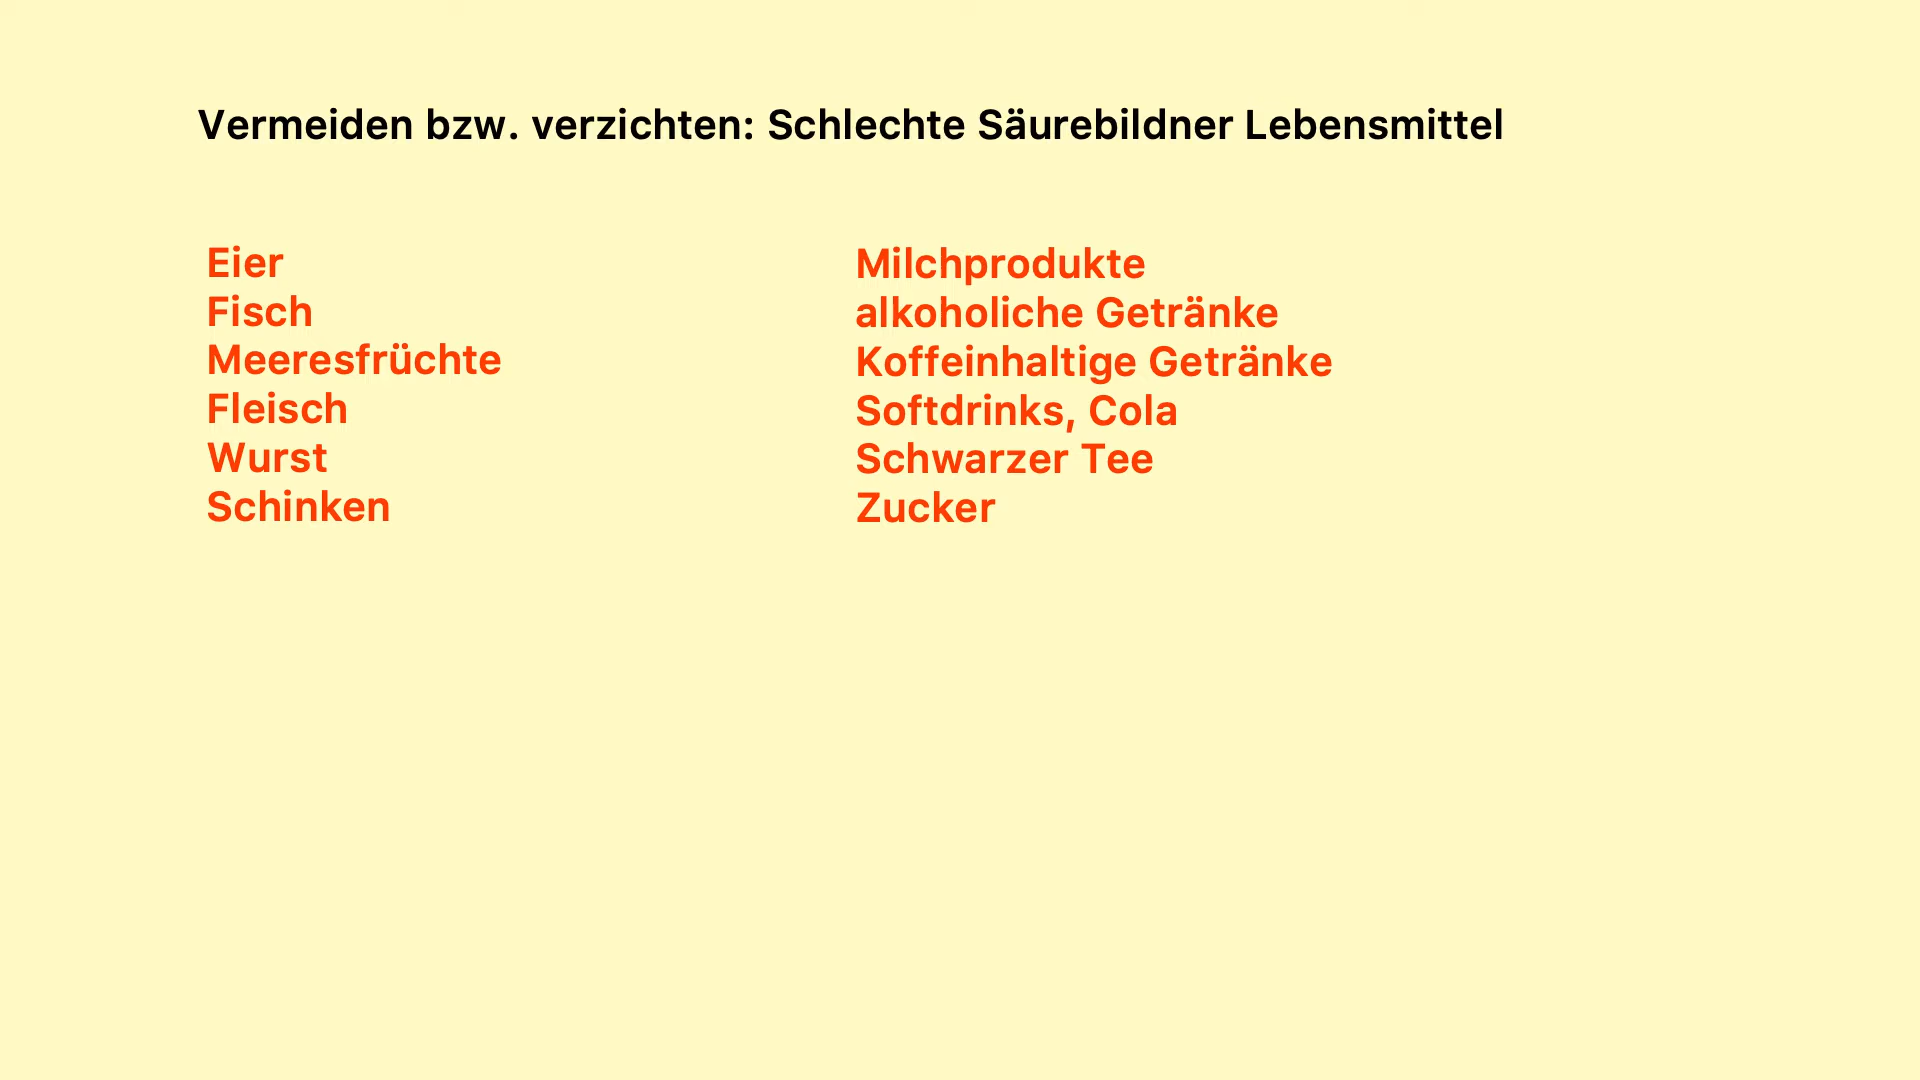 Vermeiden bzw. verzichten: Schlechte Säurebildner Lebensmittel
Eier
Fisch
Meeresfrüchte
Fleisch
Wurst
Schinken
Milchprodukte
alkoholiche Getränke
Koffeinhaltige Getränke
Softdrinks, Cola
Schwarzer Tee
Zucker